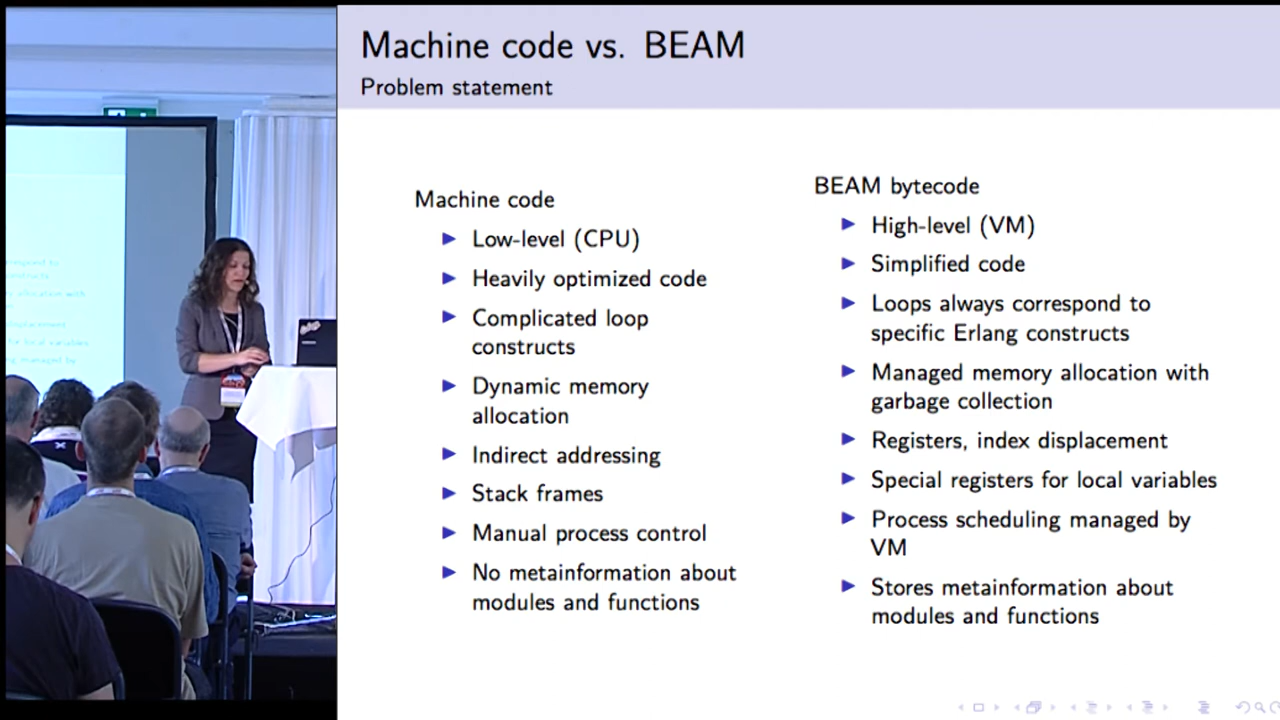 Machine code vs. BEAM
Problem statement
Machine code
Low-level (CPU)
Heavily optimized code
Complicated loop
constructs
Dynamic memory
allocation
Indirect addressing
Stack frames
Manual process control
No metainformation about
modules and functions
BEAM bytecode
High-level (VM)
Simplified code
Loops always correspond to
specific Erlang constructs
Managed memory allocation with
garbage collection
Registers, index displacement
Special registers for local variables
Process scheduling managed by
VM
Stores metainformation about
modules and functions